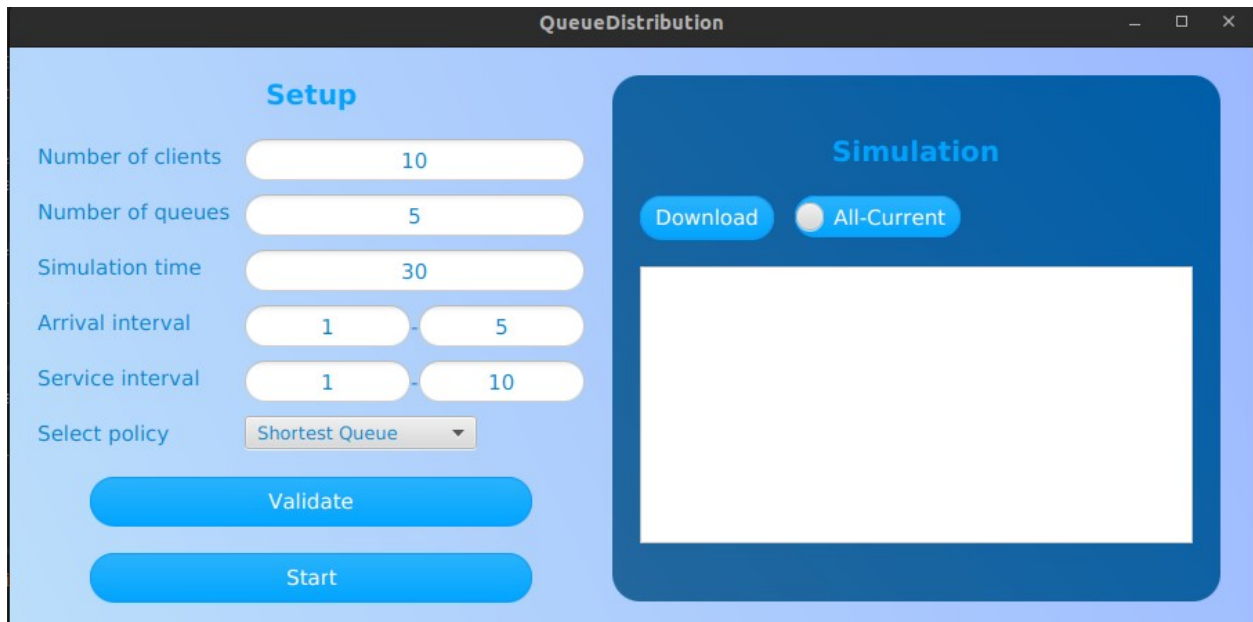 QueueDistribution
Setup
Number of clients 10
Number of queues 5
Simulation time 30
Arrival interval 1 - 5
Service interval 1 - 10
Select policy Shortest Queue
Validate
Start
Simulation
Download All-Current